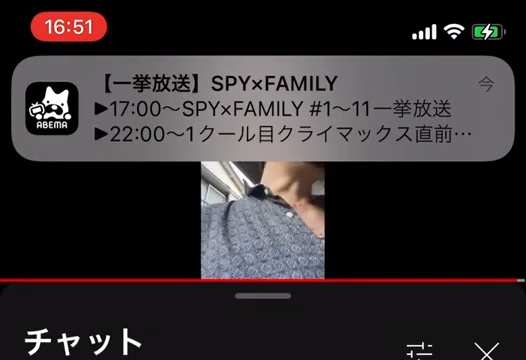 16:51
【一挙放送】SPY×FAMILY
今
▶17:00〜SPY×FAMILY #1〜11一挙放送
▶22:00〜1クール目クライマックス直前…
ABEMA
チャット